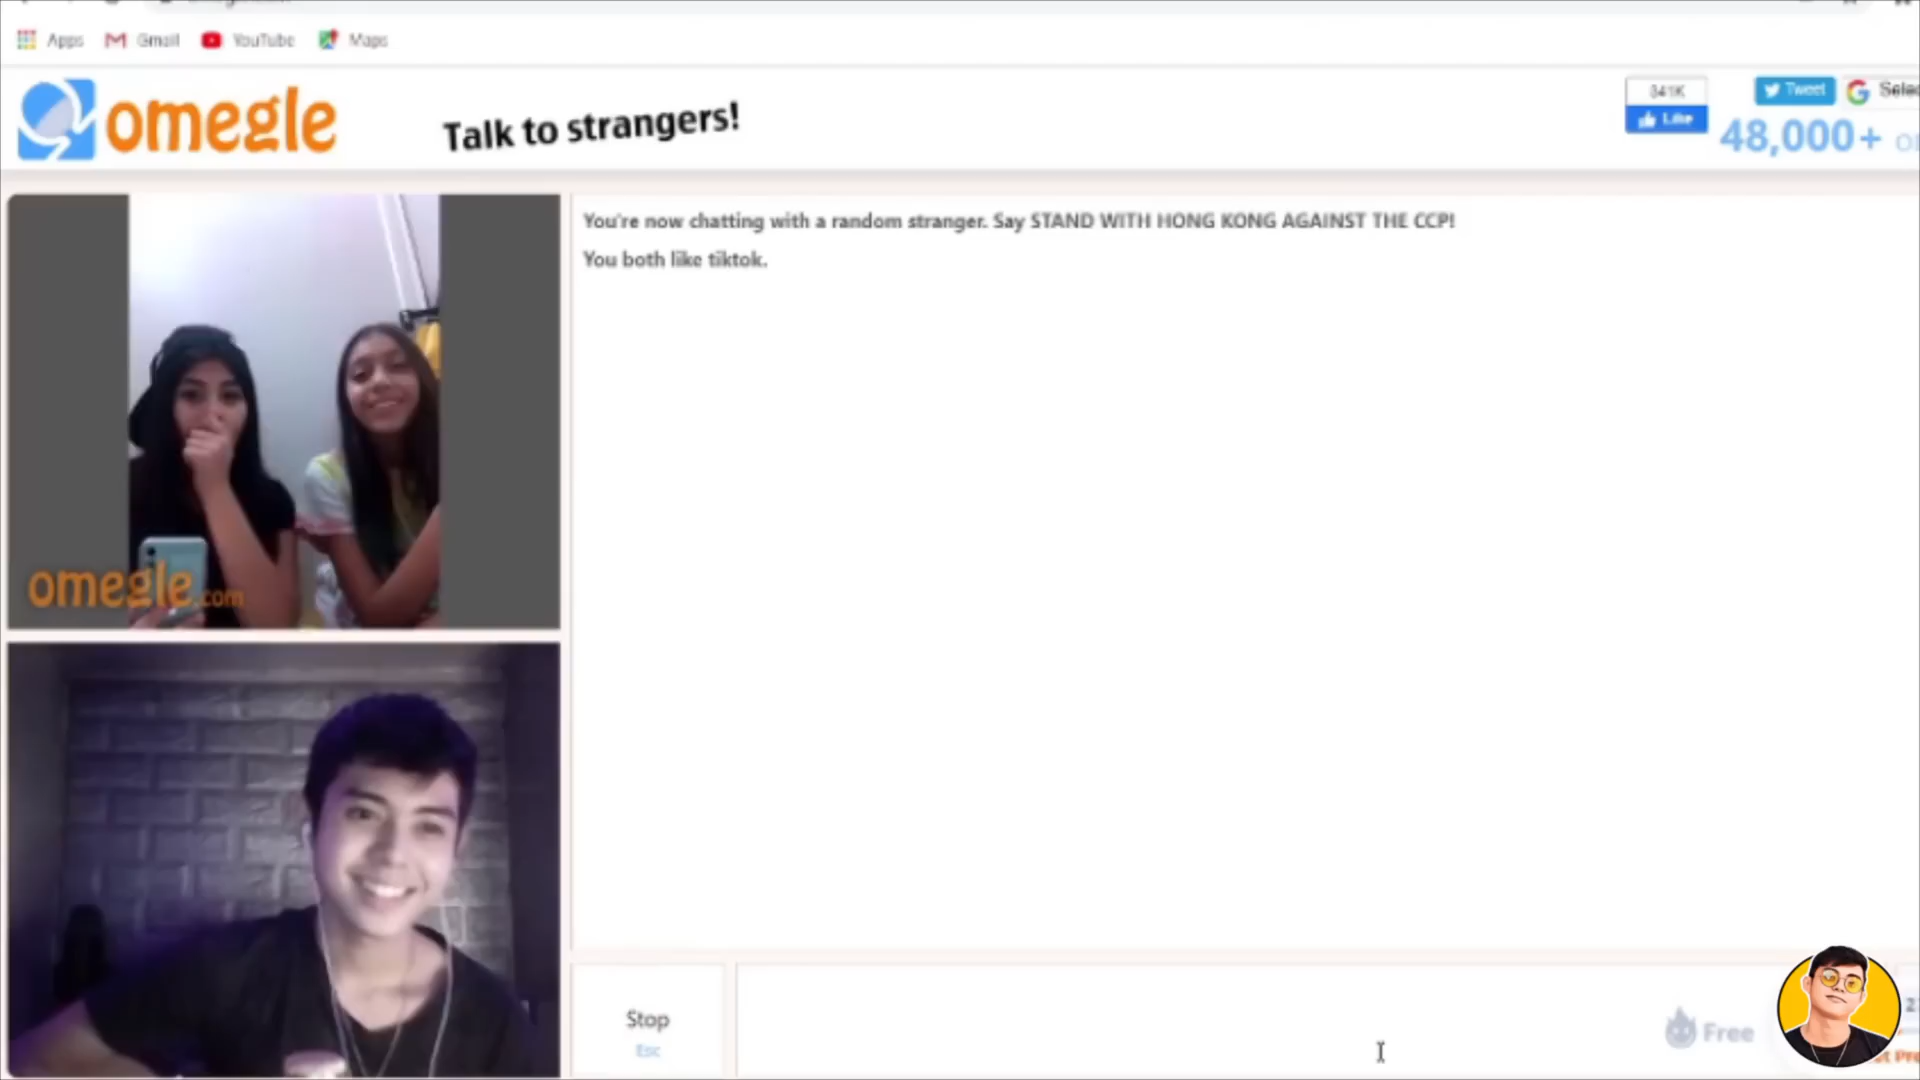 Apps Gmail YouTube Maps
omegle
Talk to strangers!
341K
Like
Tweet
48,000+
You're now chatting with a random stranger. Say STAND WITH HONG KONG AGAINST THE CCP!
You both like tiktok.
omegle.com
Stop
Esc
Free